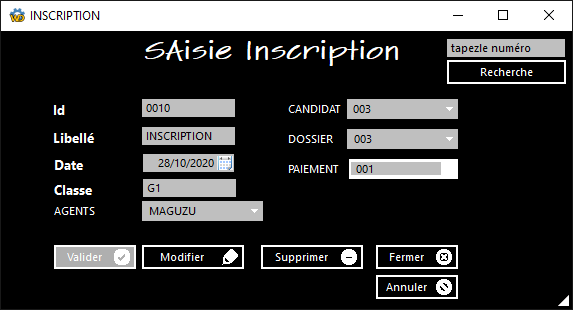 INSCRIPTION
SAisie Inscription
tapezle numéro
Recherche
Id 0010
Libellé INSCRIPTION
Date 28/10/2020
Classe G1
AGENTS MAGUZU
CANDIDAT 003
DOSSIER 003
PAIEMENT 001
Valider Modifier Supprimer Fermer
Annuler